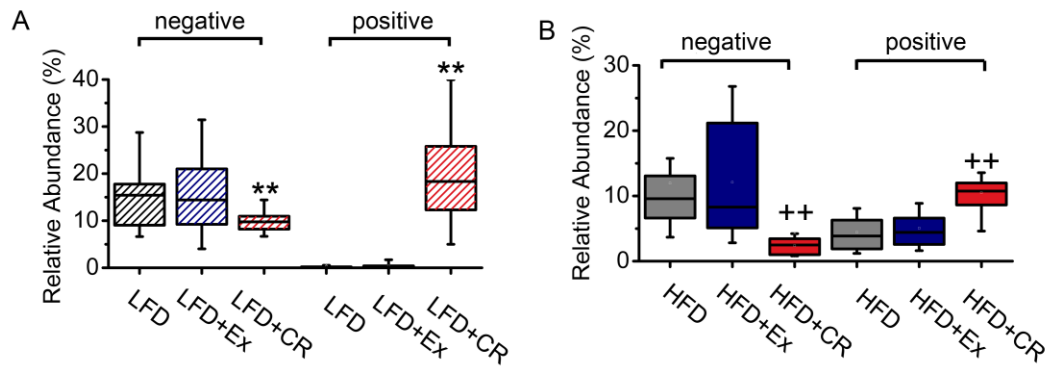 A
negative positive
Relative Abundance (%)
40
30
20
10
0
**
**
LFD LFD+Ex LFD+CR LFD LFD+Ex LFD+CR
B
negative positive
Relative Abundance (%)
30
20
10
0
++
++
HFD HFD+Ex HFD+CR HFD HFD+Ex HFD+CR